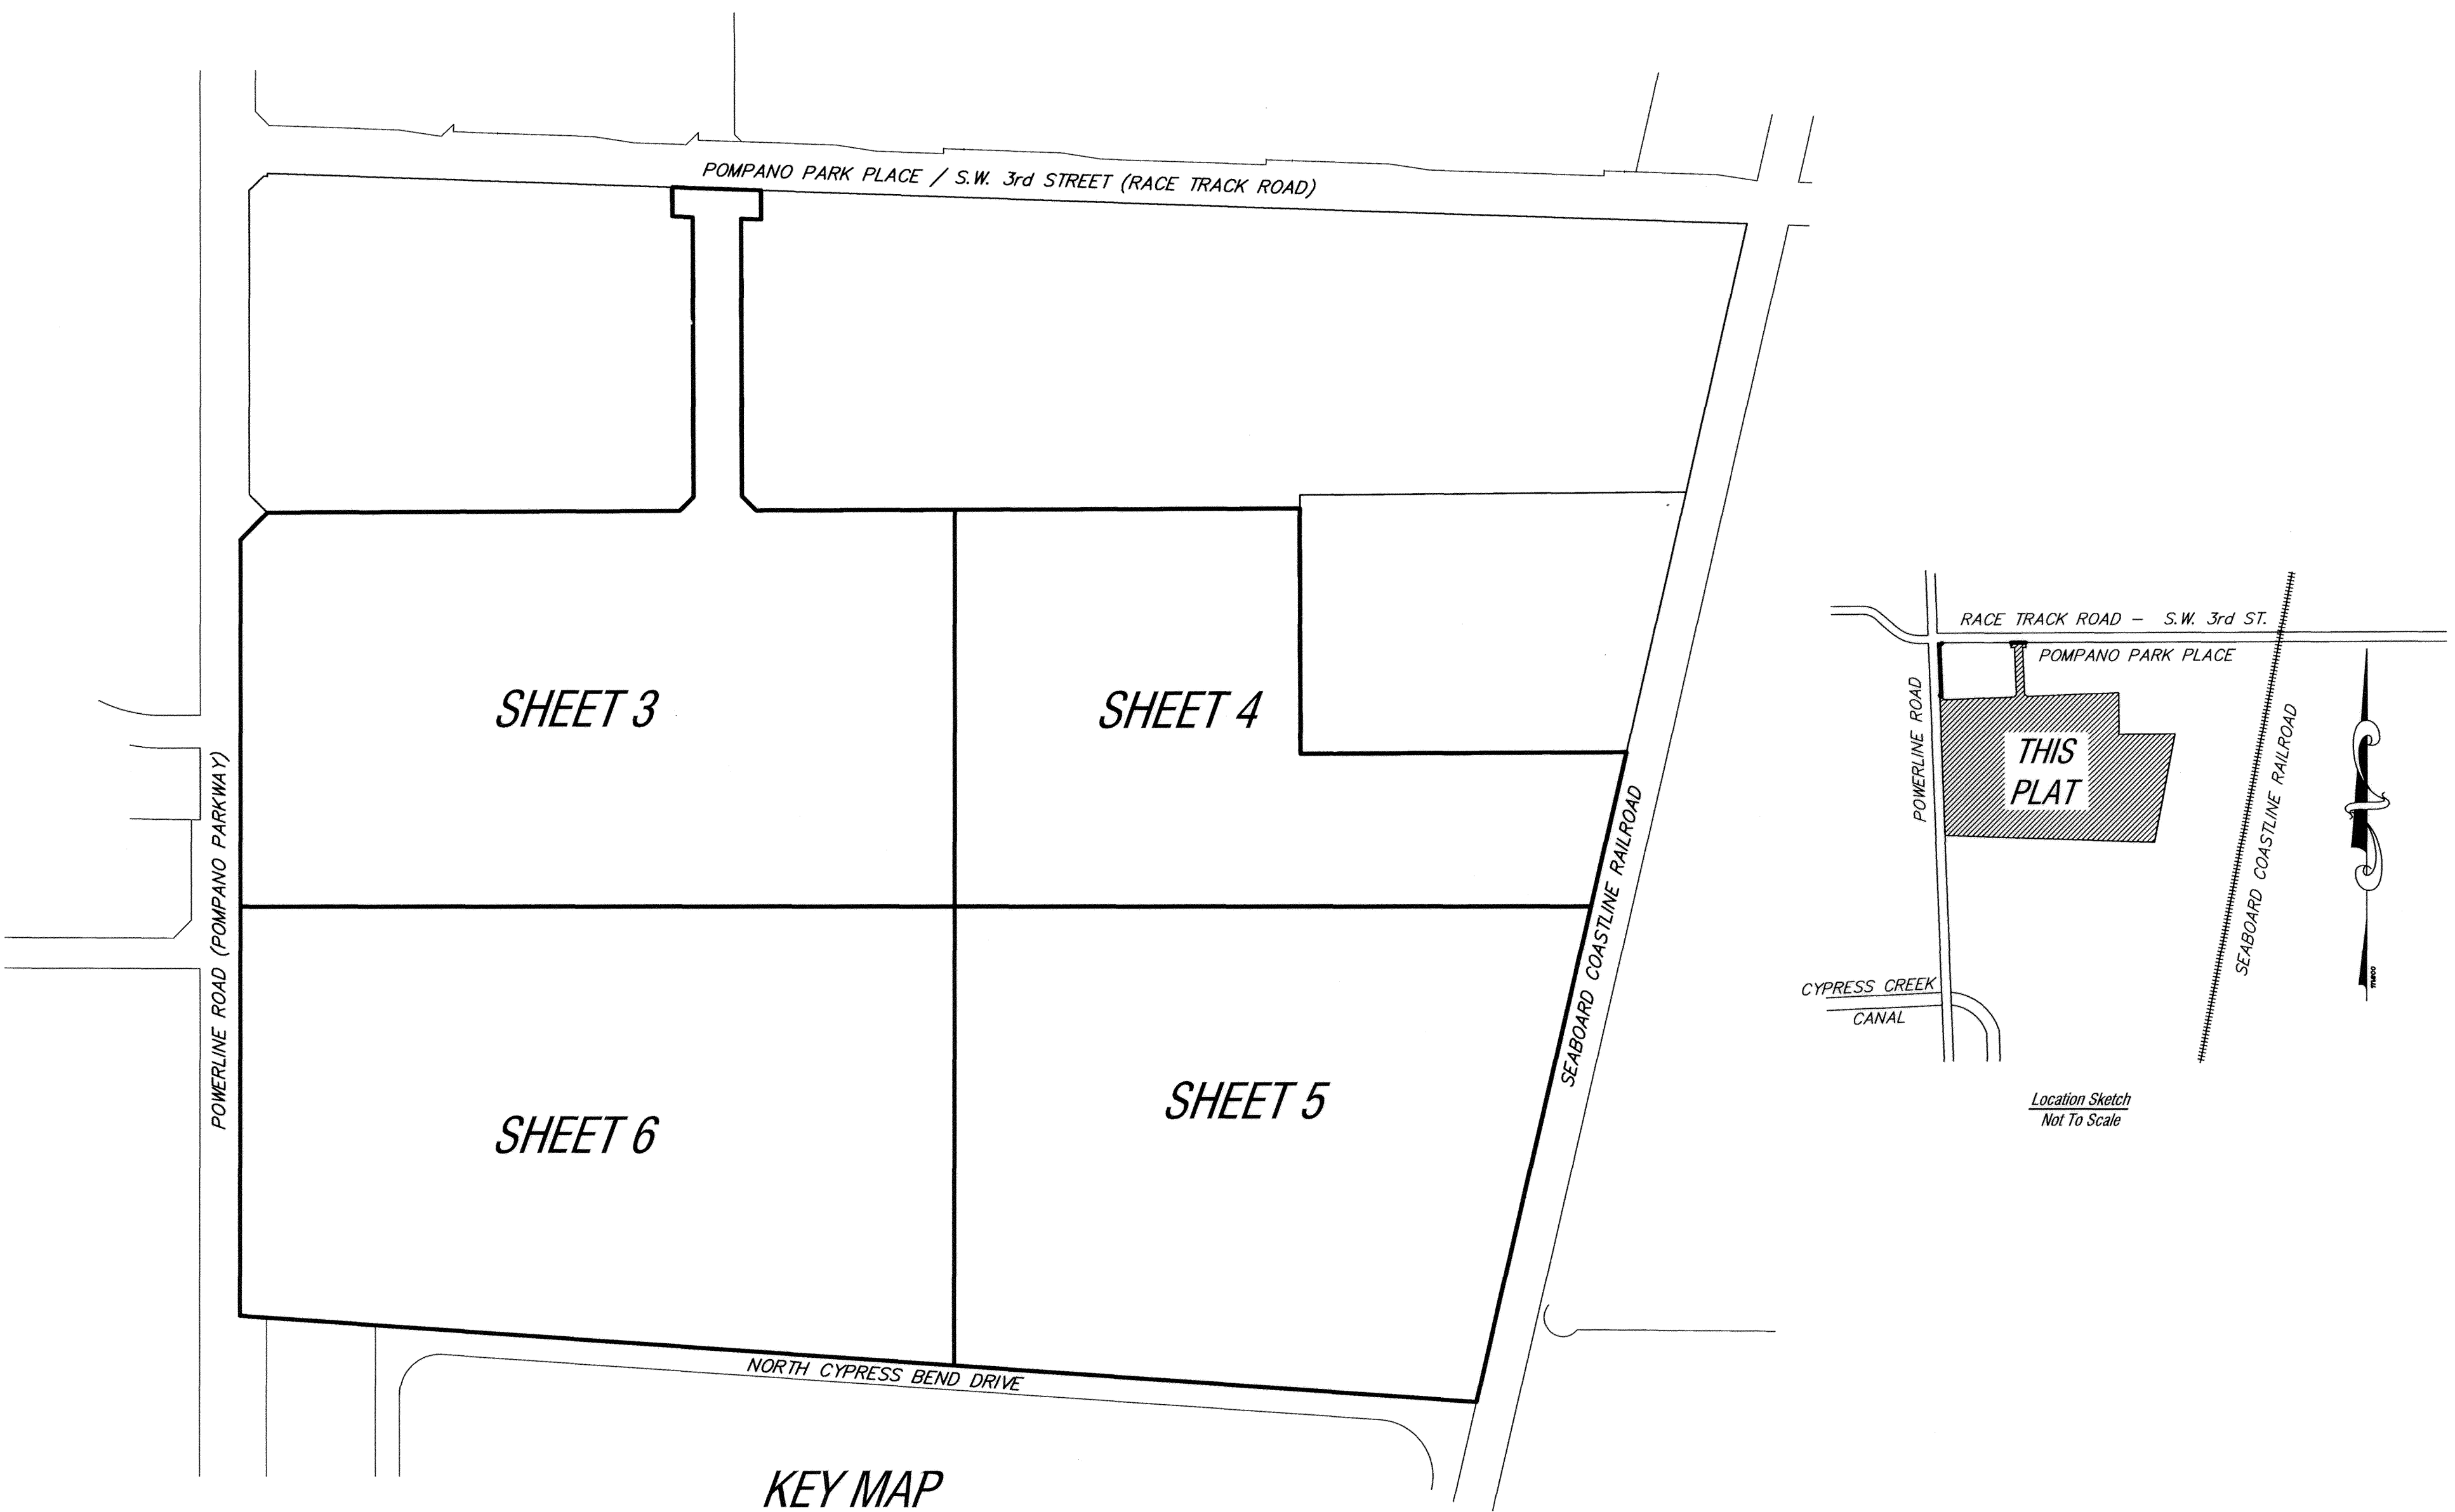 POMPANO PARK PLACE / S.W. 3rd STREET (RACE TRACK ROAD)
SHEET 3
SHEET 4
POWERLINE ROAD (POMPANO PARKWAY)
SEABOARD COASTLINE RAILROAD
SHEET 6
SHEET 5
NORTH CYPRESS BEND DRIVE
KEY MAP
RACE TRACK ROAD - S.W. 3rd ST.
POMPANO PARK PLACE
POWERLINE ROAD
THIS
PLAT
SEABOARD COASTLINE RAILROAD
CYPRESS CREEK
CANAL
Location Sketch
Not To Scale